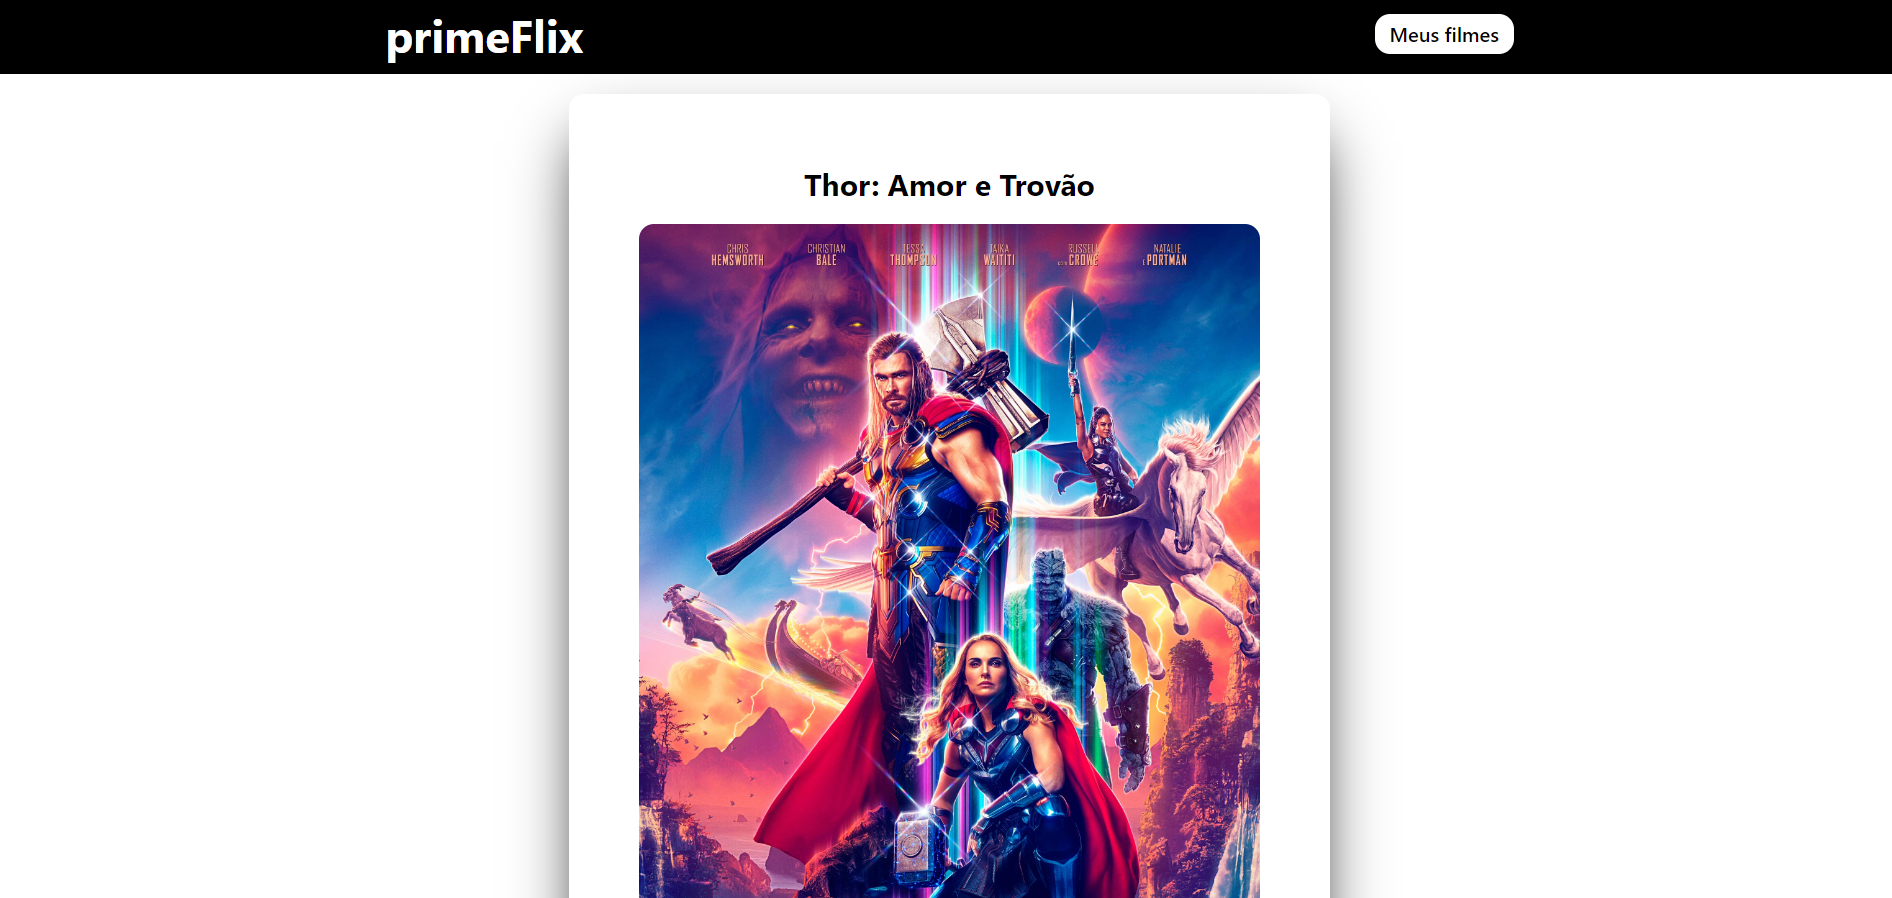 primeFlix
Meus filmes
Thor: Amor e Trovão
CHRIS CHRISTIAN TESSA TAIKA RUSSELL NATALIE
HEMSWORTH BALE THOMPSON WAITITI CROWE E PORTMAN